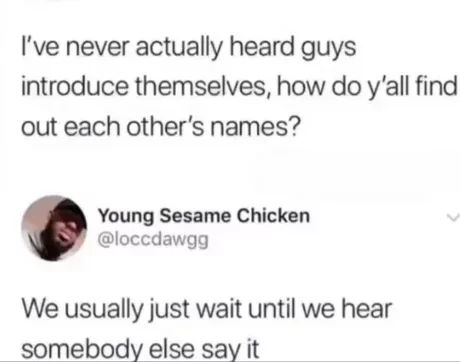 I've never actually heard guys
introduce themselves, how do y'all find
out each other's names?
Young Sesame Chicken
@loccdawgg
We usually just wait until we hear
somebody else say it